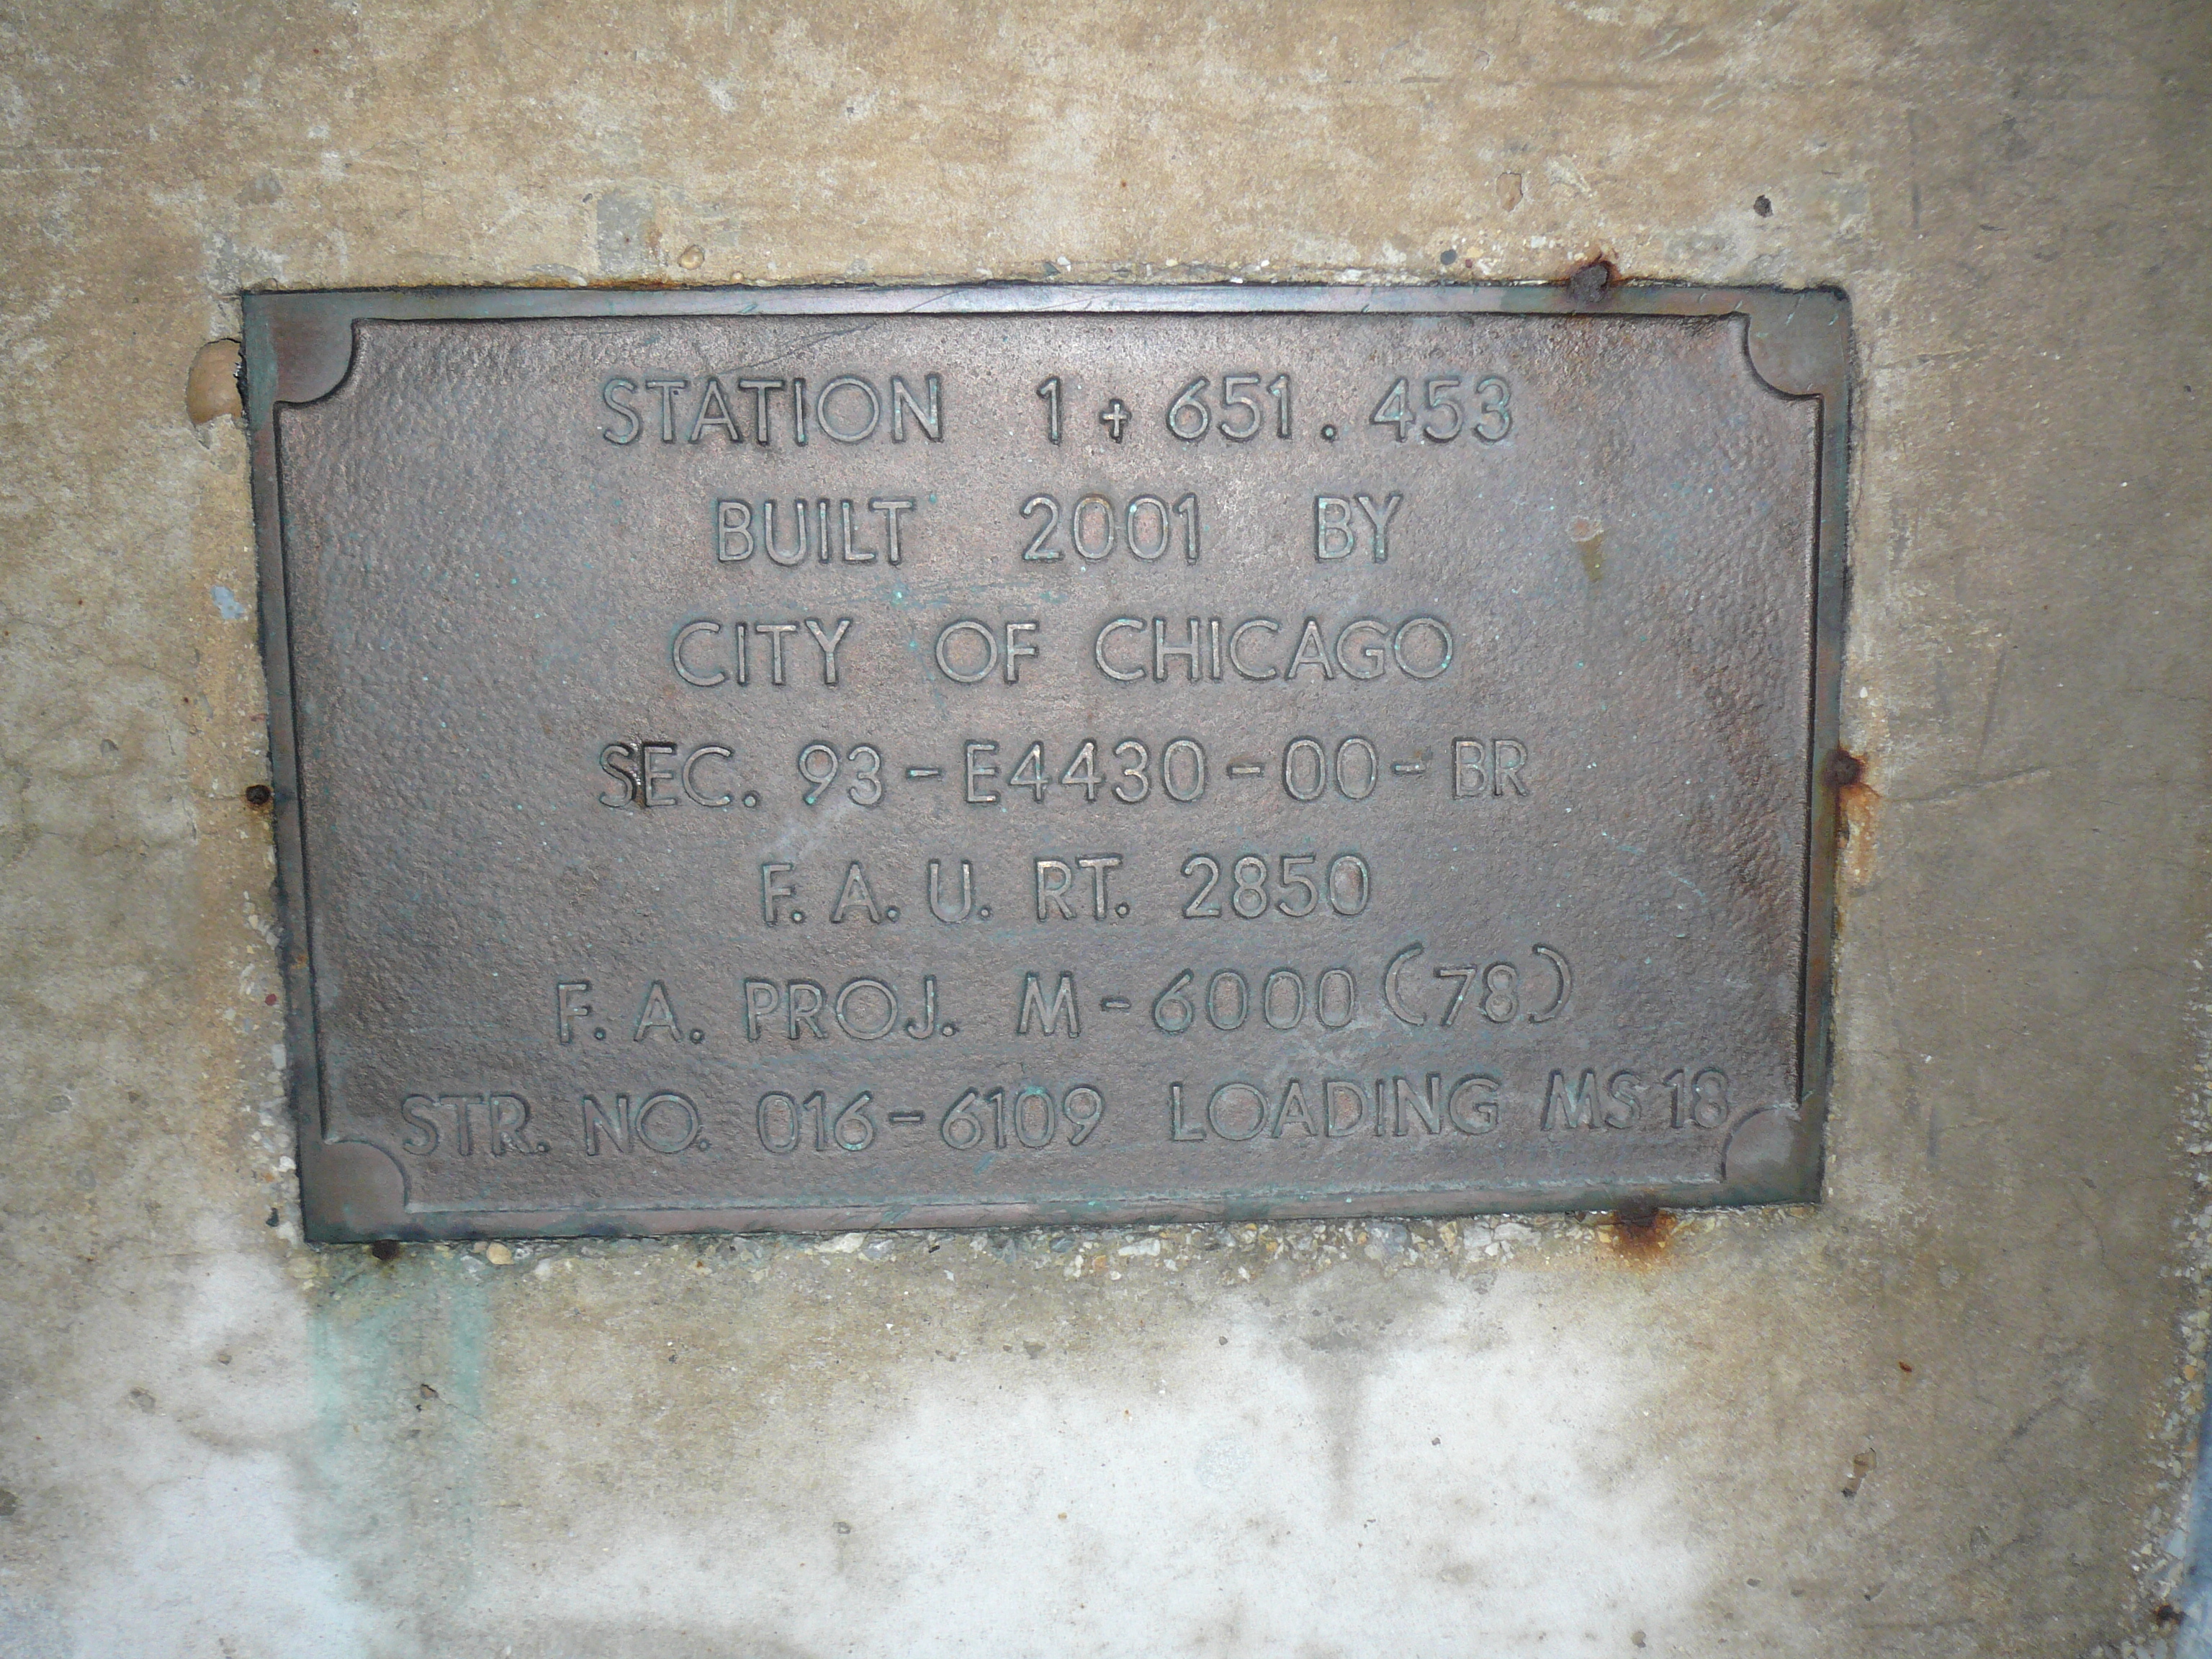 STATION 1 + 651.453
BUILT 2001 BY
CITY OF CHICAGO
SEC. 93-E4430-00-BR
F. A. U. RT. 2850
F. A. PROJ. M-6000(78)
STR. NO. 016-6109 LOADING MS18